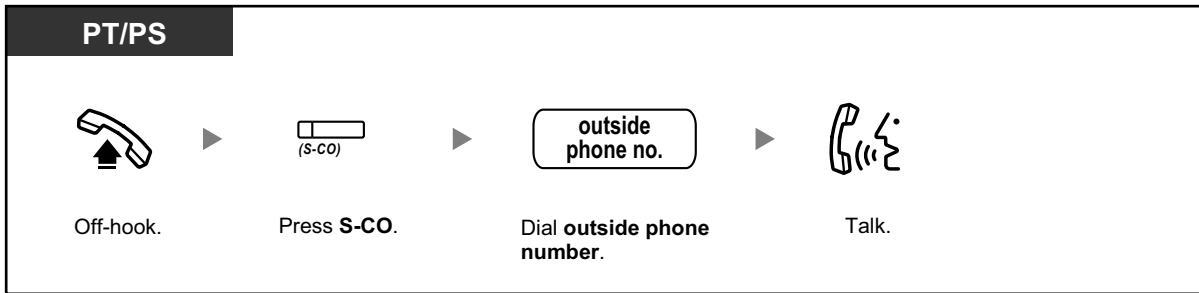 PT/PS
(S-CO)
outside
phone no.
Off-hook.
Press S-CO.
Dial outside phone
number.
Talk.